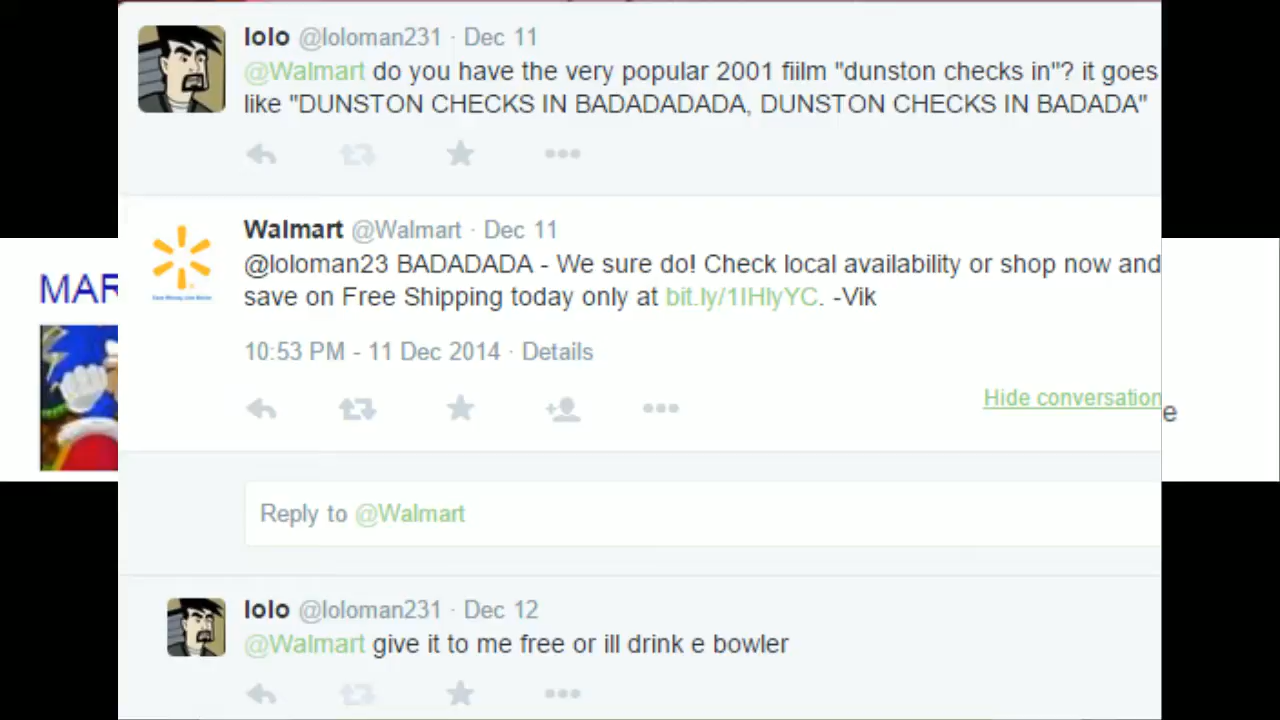 lolo @loloman231 · Dec 11
@Walmart do you have the very popular 2001 fiilm "dunston checks in"? it goes
like "DUNSTON CHECKS IN BADADADADA, DUNSTON CHECKS IN BADADA"
Walmart @Walmart · Dec 11
@loloman23 BADADADA - We sure do! Check local availability or shop now and
save on Free Shipping today only at bit.ly/1IHlyYC. -Vik
10:53 PM - 11 Dec 2014 · Details
Hide conversation
e
MAR
Reply to @Walmart
lolo @loloman231 · Dec 12
@Walmart give it to me free or ill drink e bowler